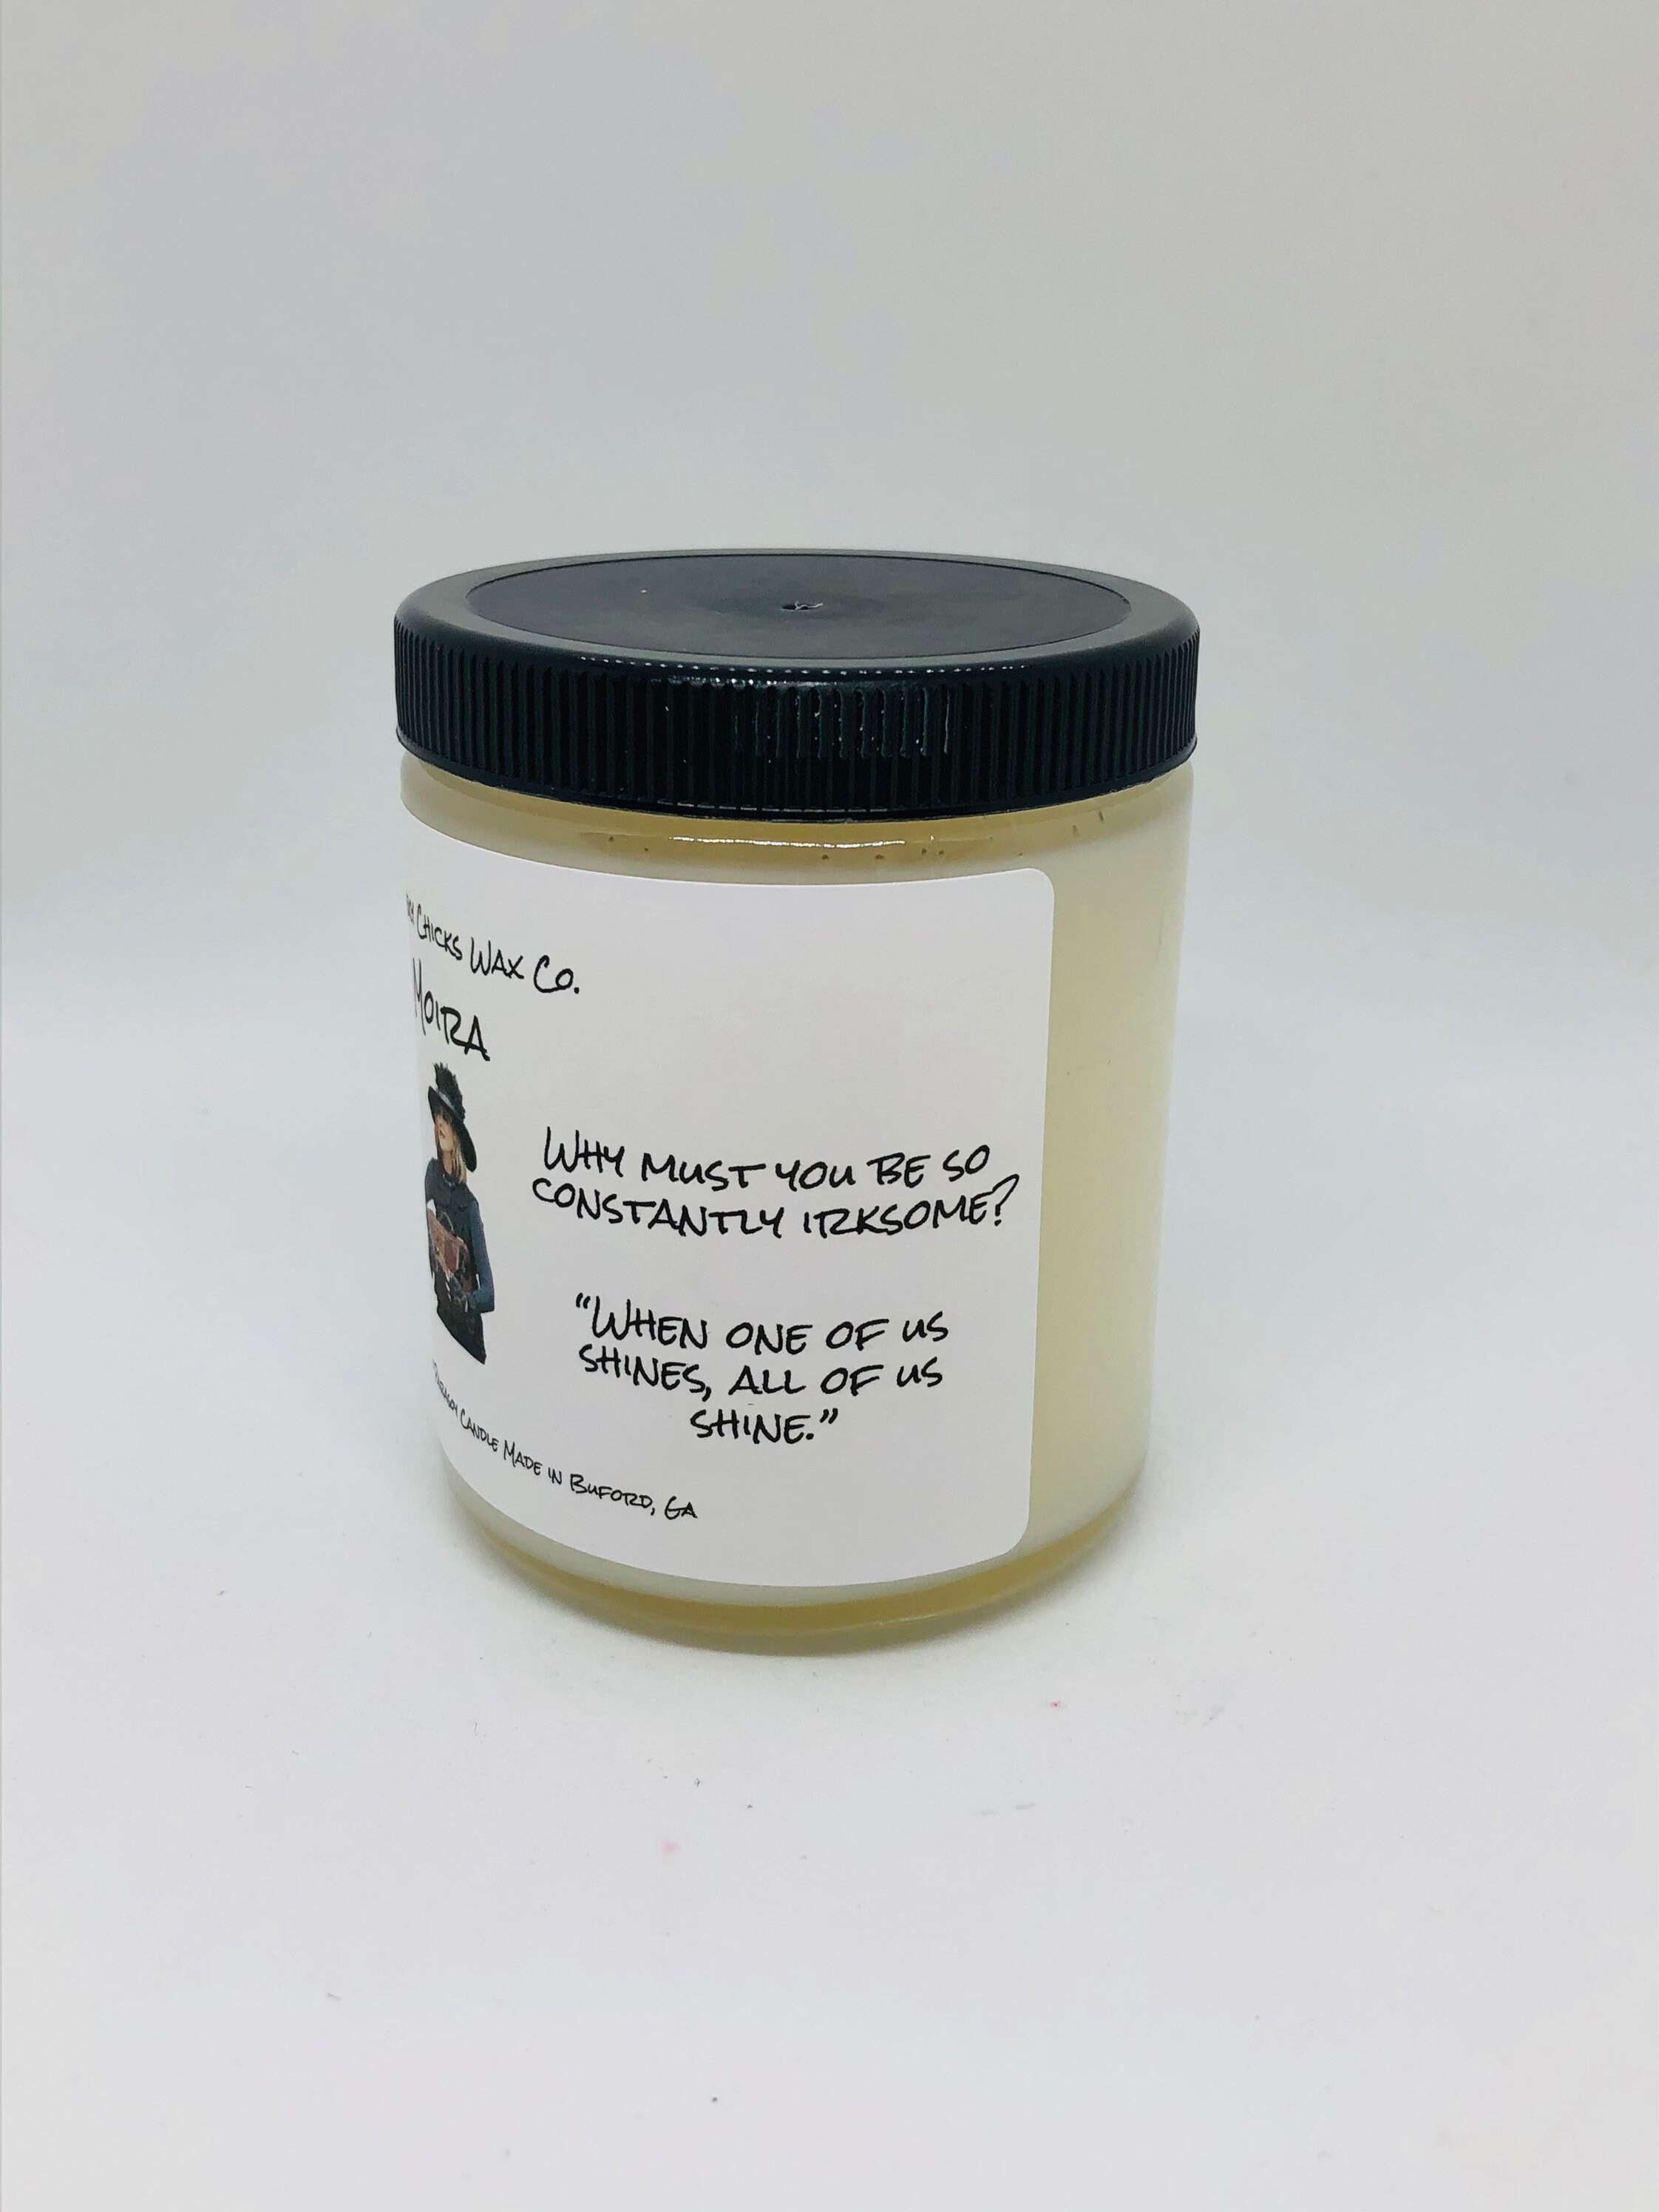 Chicks Wax Co.
Moira
Why must you be so
constantly irksome?
“When one of us
shines, all of us
shine.”
Candle Made in Buford, GA